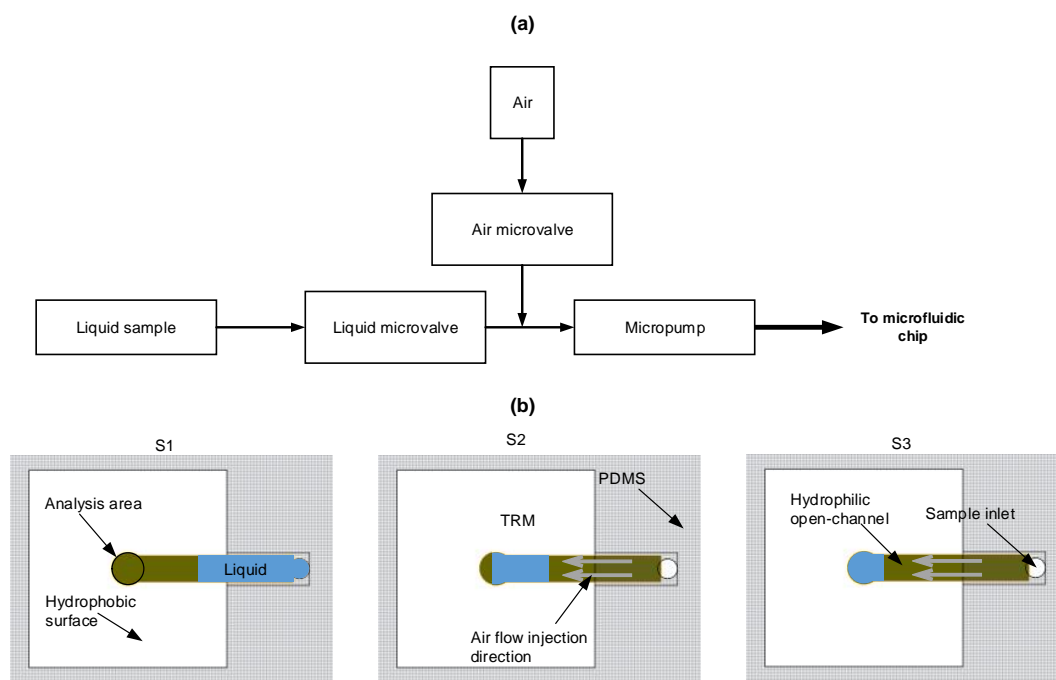 (a)
Air
Air microvalve
Liquid sample
Liquid microvalve
Micropump
To microfluidic
chip
(b)
S1
S2
S3
Analysis area
Liquid
Hydrophobic
surface
PDMS
TRM
Air flow injection
direction
Hydrophilic
open-channel
Sample inlet